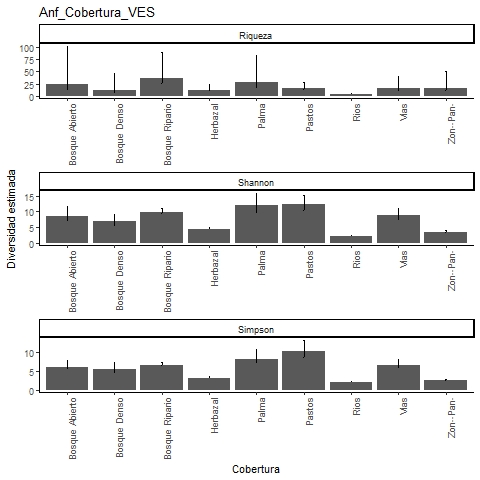 Anf_Cobertura_VES
Riqueza
100
75
50
25
0
Bosque Abierto
Bosque Denso
Bosque Ripario
Herbazal
Palma
Pastos
Rios
Vias
Zon--Pan-
Shannon
15
10
5
0
Bosque Abierto
Bosque Denso
Bosque Ripario
Herbazal
Palma
Pastos
Rios
Vias
Zon--Pan-
Simpson
10
5
0
Bosque Abierto
Bosque Denso
Bosque Ripario
Herbazal
Palma
Pastos
Rios
Vias
Zon--Pan-
Diversidad estimada
Cobertura